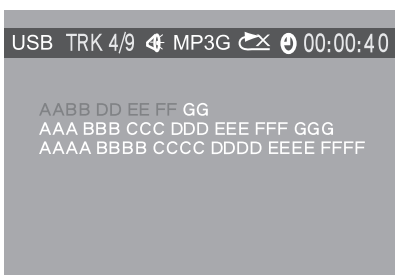 USB TRK 4/9 MP3G 00:00:40
AABB DD EE FF GG
AAA BBB CCC DDD EEE FFF GGG
AAAA BBBB CCCC DDDD EEEE FFFF